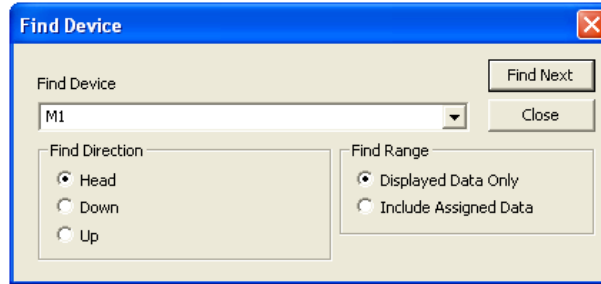 Find Device
Find Next
Find Device
M1
Close
Find Direction
Head
Down
Up
Find Range
Displayed Data Only
Include Assigned Data